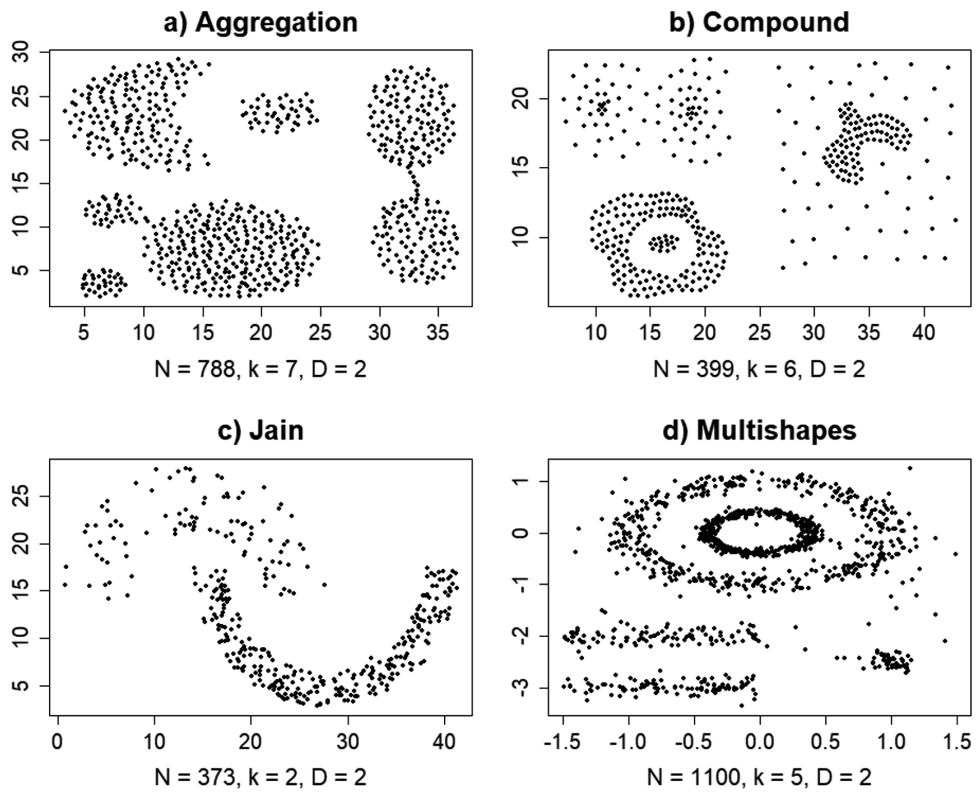 a) Aggregation
30
25
20
15
10
5
5 10 15 20 25 30 35
N = 788, k = 7, D = 2
b) Compound
20
15
10
10 15 20 25 30 35 40
N = 399, k = 6, D = 2
c) Jain
25
20
15
10
5
0 10 20 30 40
N = 373, k = 2, D = 2
d) Multishapes
1
0
-1
-2
-3
-1.5 -1.0 -0.5 0.0 0.5 1.0 1.5
N = 1100, k = 5, D = 2